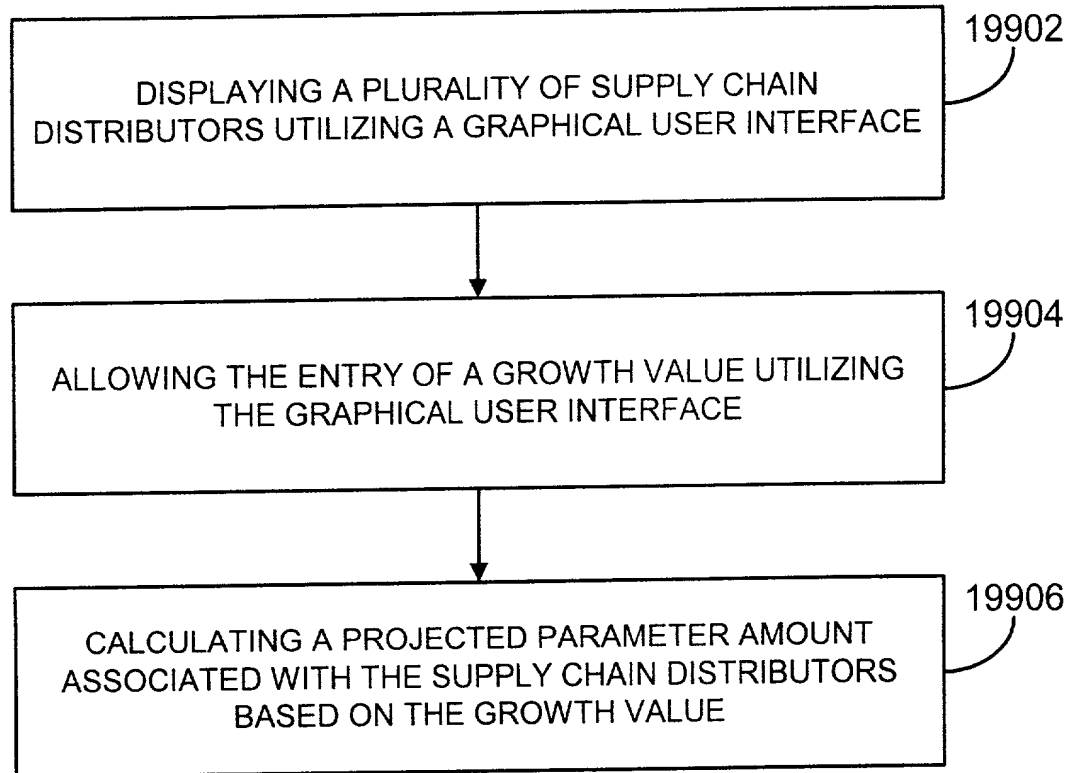 19902
DISPLAYING A PLURALITY OF SUPPLY CHAIN
DISTRIBUTORS UTILIZING A GRAPHICAL USER INTERFACE
19904
ALLOWING THE ENTRY OF A GROWTH VALUE UTILIZING
THE GRAPHICAL USER INTERFACE
19906
CALCULATING A PROJECTED PARAMETER AMOUNT
ASSOCIATED WITH THE SUPPLY CHAIN DISTRIBUTORS
BASED ON THE GROWTH VALUE